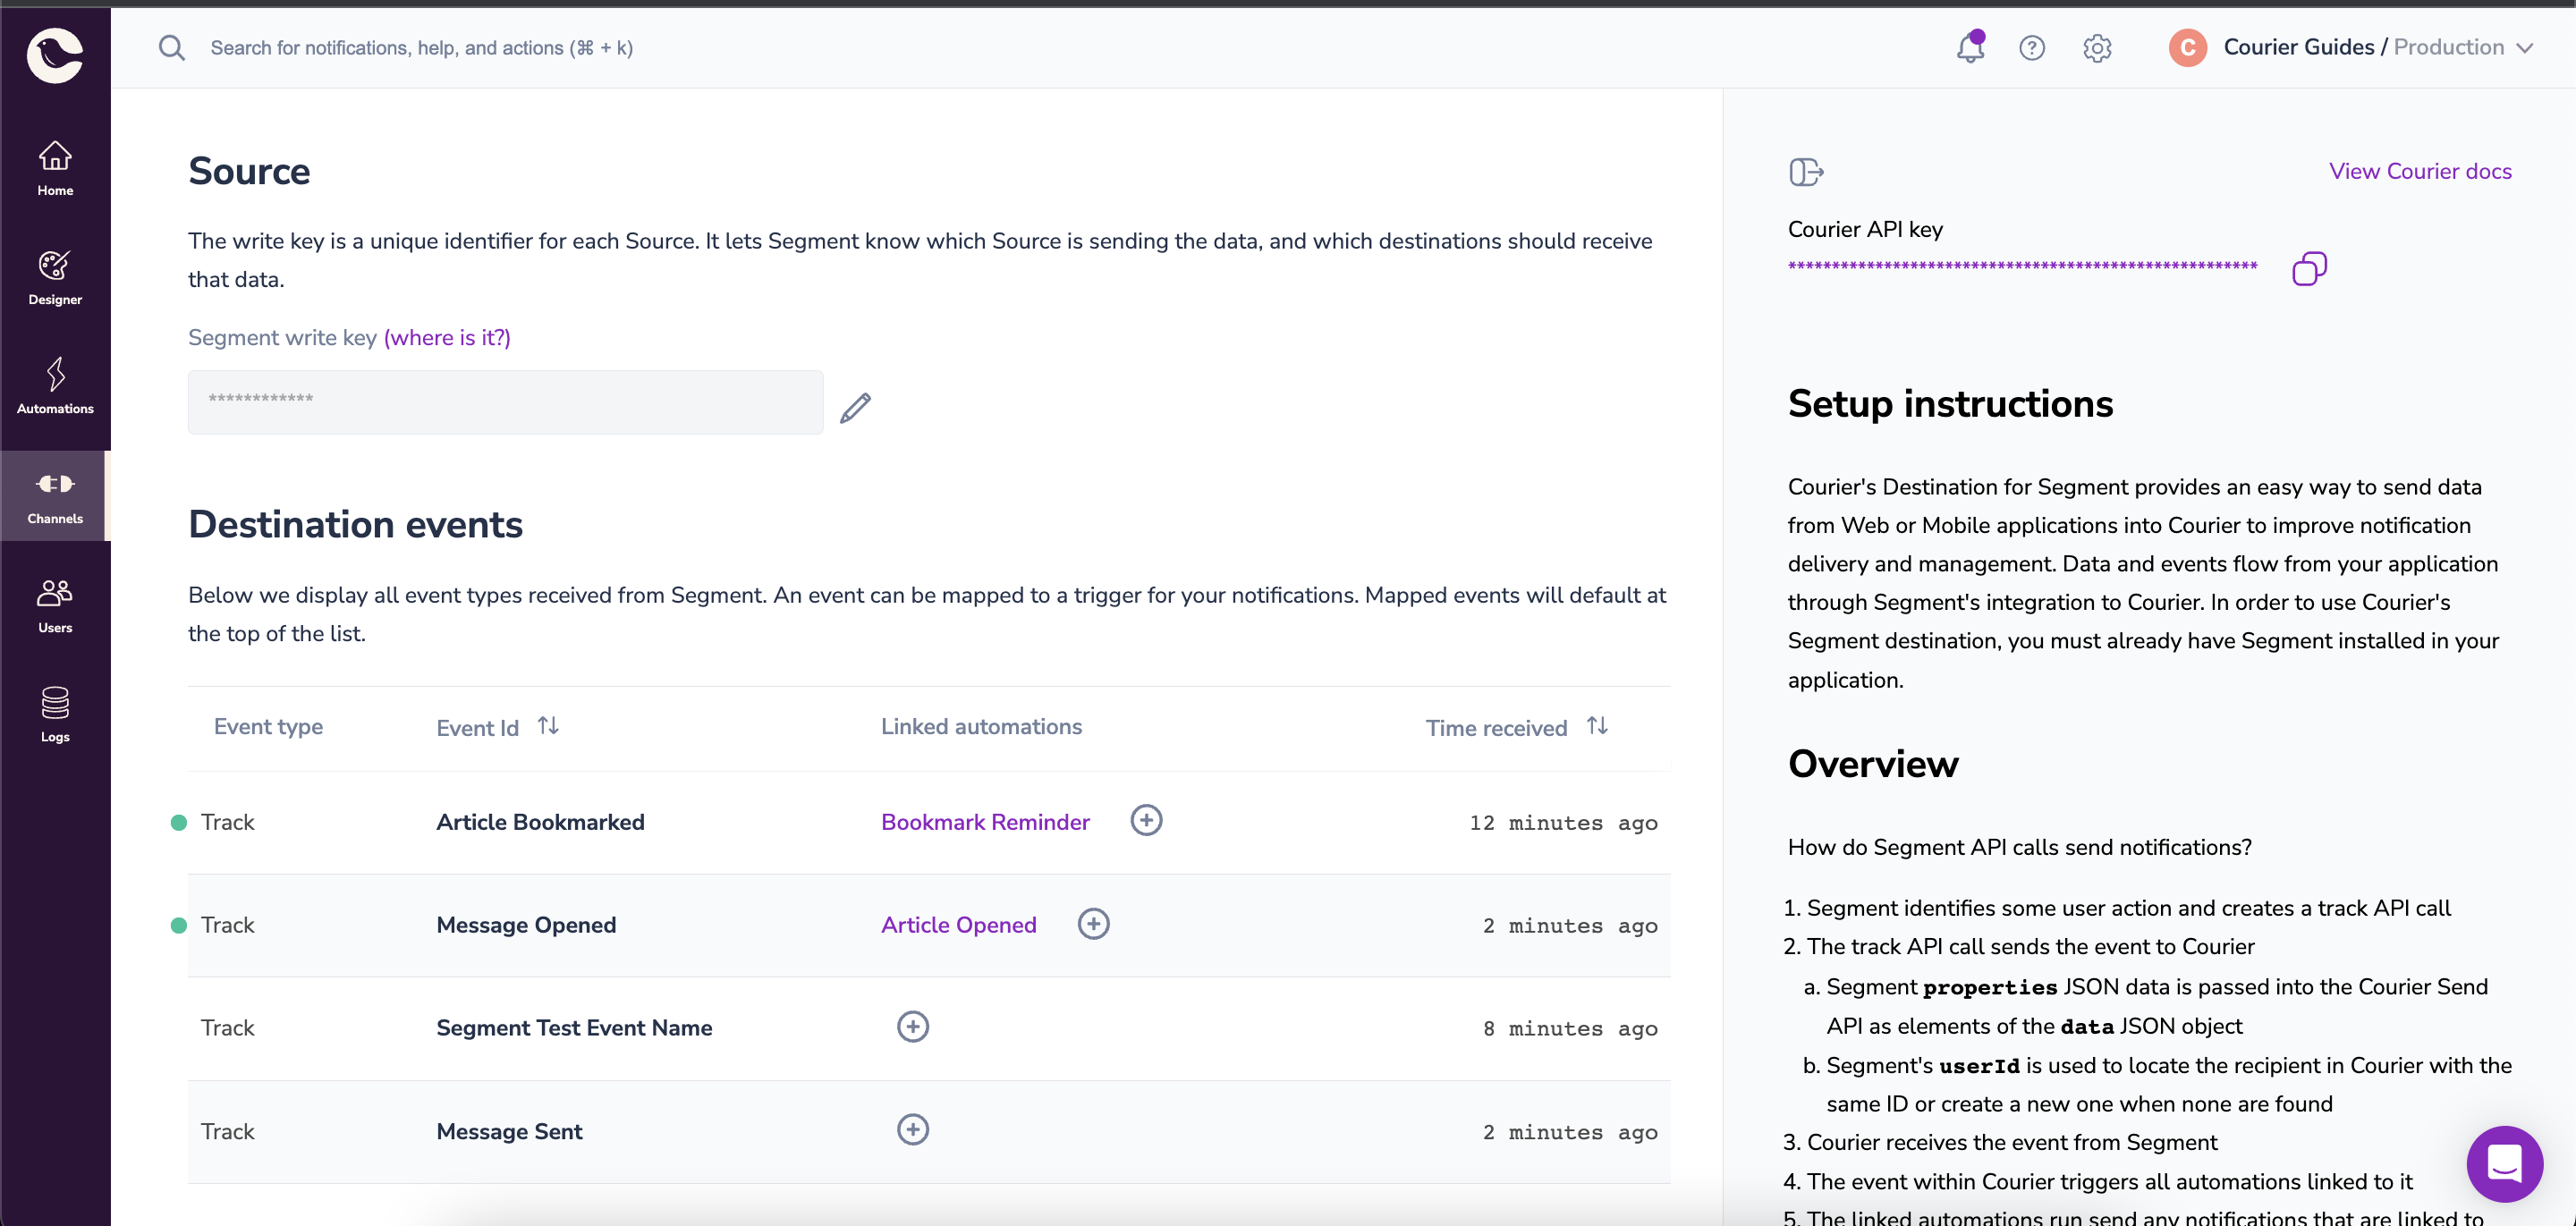 Search for notifications, help, and actions (⌘ + k)
C
Courier Guides / Production
Home
Designer
Automations
Channels
Users
Logs
Source
The write key is a unique identifier for each Source. It lets Segment know which Source is sending the data, and which destinations should receive
that data.
Segment write key (where is it?)
************
Destination events
Below we display all event types received from Segment. An event can be mapped to a trigger for your notifications. Mapped events will default at
the top of the list.
Event type Event Id Linked automations Time received
Track Article Bookmarked Bookmark Reminder 12 minutes ago
Track Message Opened Article Opened 2 minutes ago
Track Segment Test Event Name 8 minutes ago
Track Message Sent 2 minutes ago
View Courier docs
Courier API key
******************************************************
Setup instructions
Courier's Destination for Segment provides an easy way to send data
from Web or Mobile applications into Courier to improve notification
delivery and management. Data and events flow from your application
through Segment's integration to Courier. In order to use Courier's
Segment destination, you must already have Segment installed in your
application.
Overview
How do Segment API calls send notifications?
1. Segment identifies some user action and creates a track API call
2. The track API call sends the event to Courier
a. Segment properties JSON data is passed into the Courier Send
API as elements of the data JSON object
b. Segment's userId is used to locate the recipient in Courier with the
same ID or create a new one when none are found
3. Courier receives the event from Segment
4. The event within Courier triggers all automations linked to it
5. The linked automations run send any notifications that are linked to